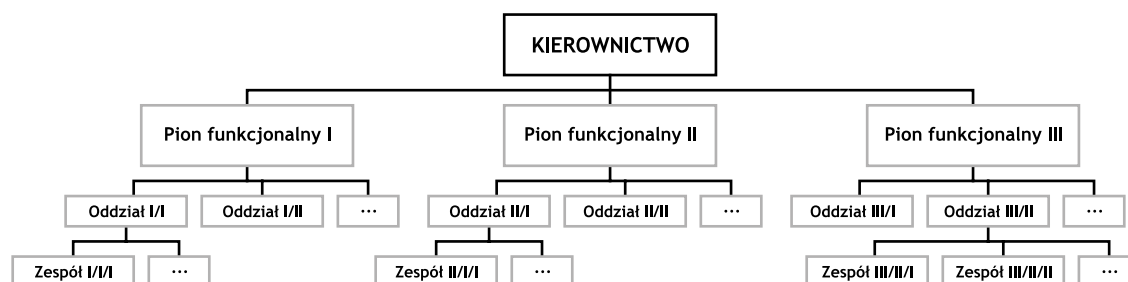 KIEROWNICTWO
Pion funkcjonalny I
Pion funkcjonalny II
Pion funkcjonalny III
Oddział I/I
Oddział I/II
...
Oddział II/I
Oddział II/II
...
Oddział III/I
Oddział III/II
...
Zespół I/I/I
...
Zespół II/I/I
...
Zespół III/II/I
Zespół III/II/II
...